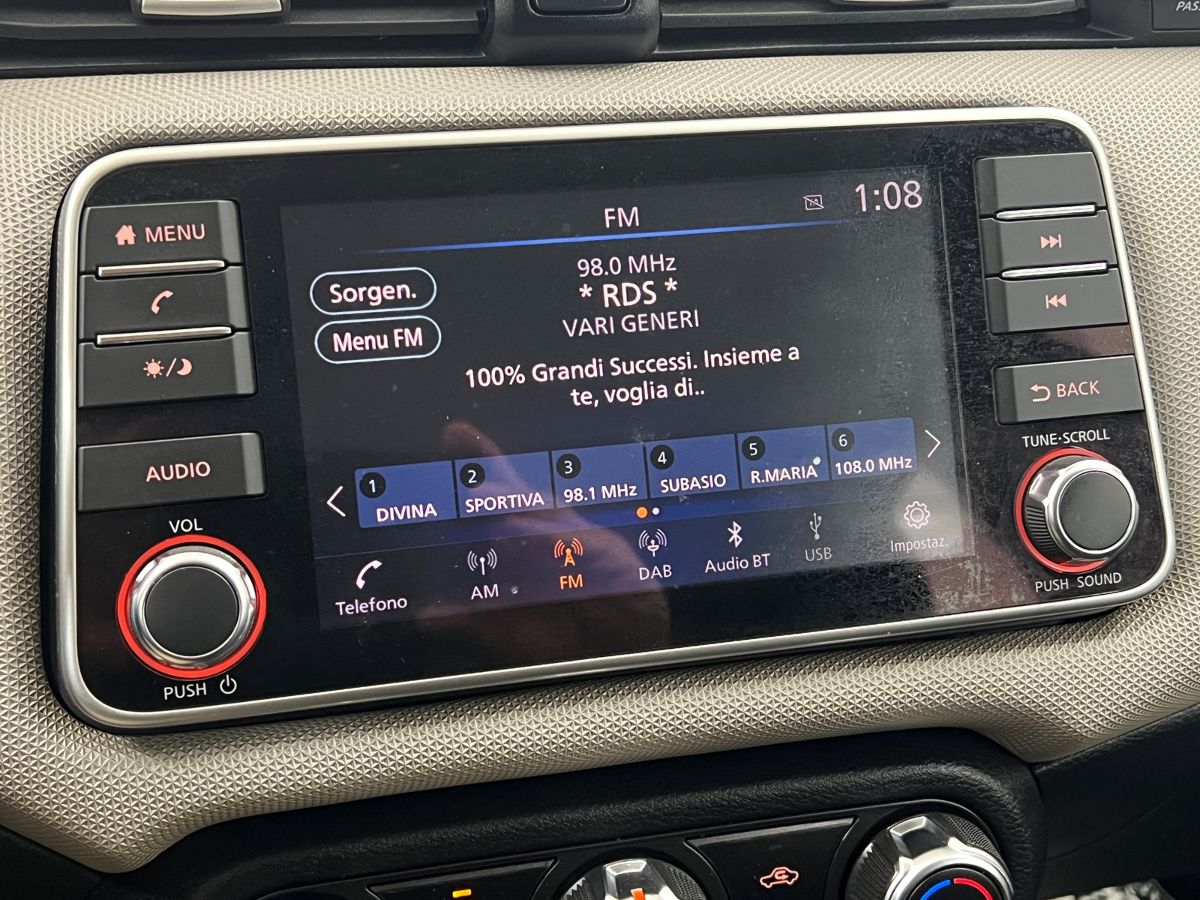 PAS
MENU
AUDIO
VOL
PUSH
FM
1:08
Sorgen.
Menu FM
98.0 MHz
* RDS *
VARI GENERI
100% Grandi Successi. Insieme a
te, voglia di..
1 DIVINA
2 SPORTIVA
3 98.1 MHz
4 SUBASIO
5 R.MARIA
6 108.0 MHz
Telefono
AM
FM
DAB
Audio BT
USB
Impostaz.
BACK
TUNE·SCROLL
PUSH SOUND